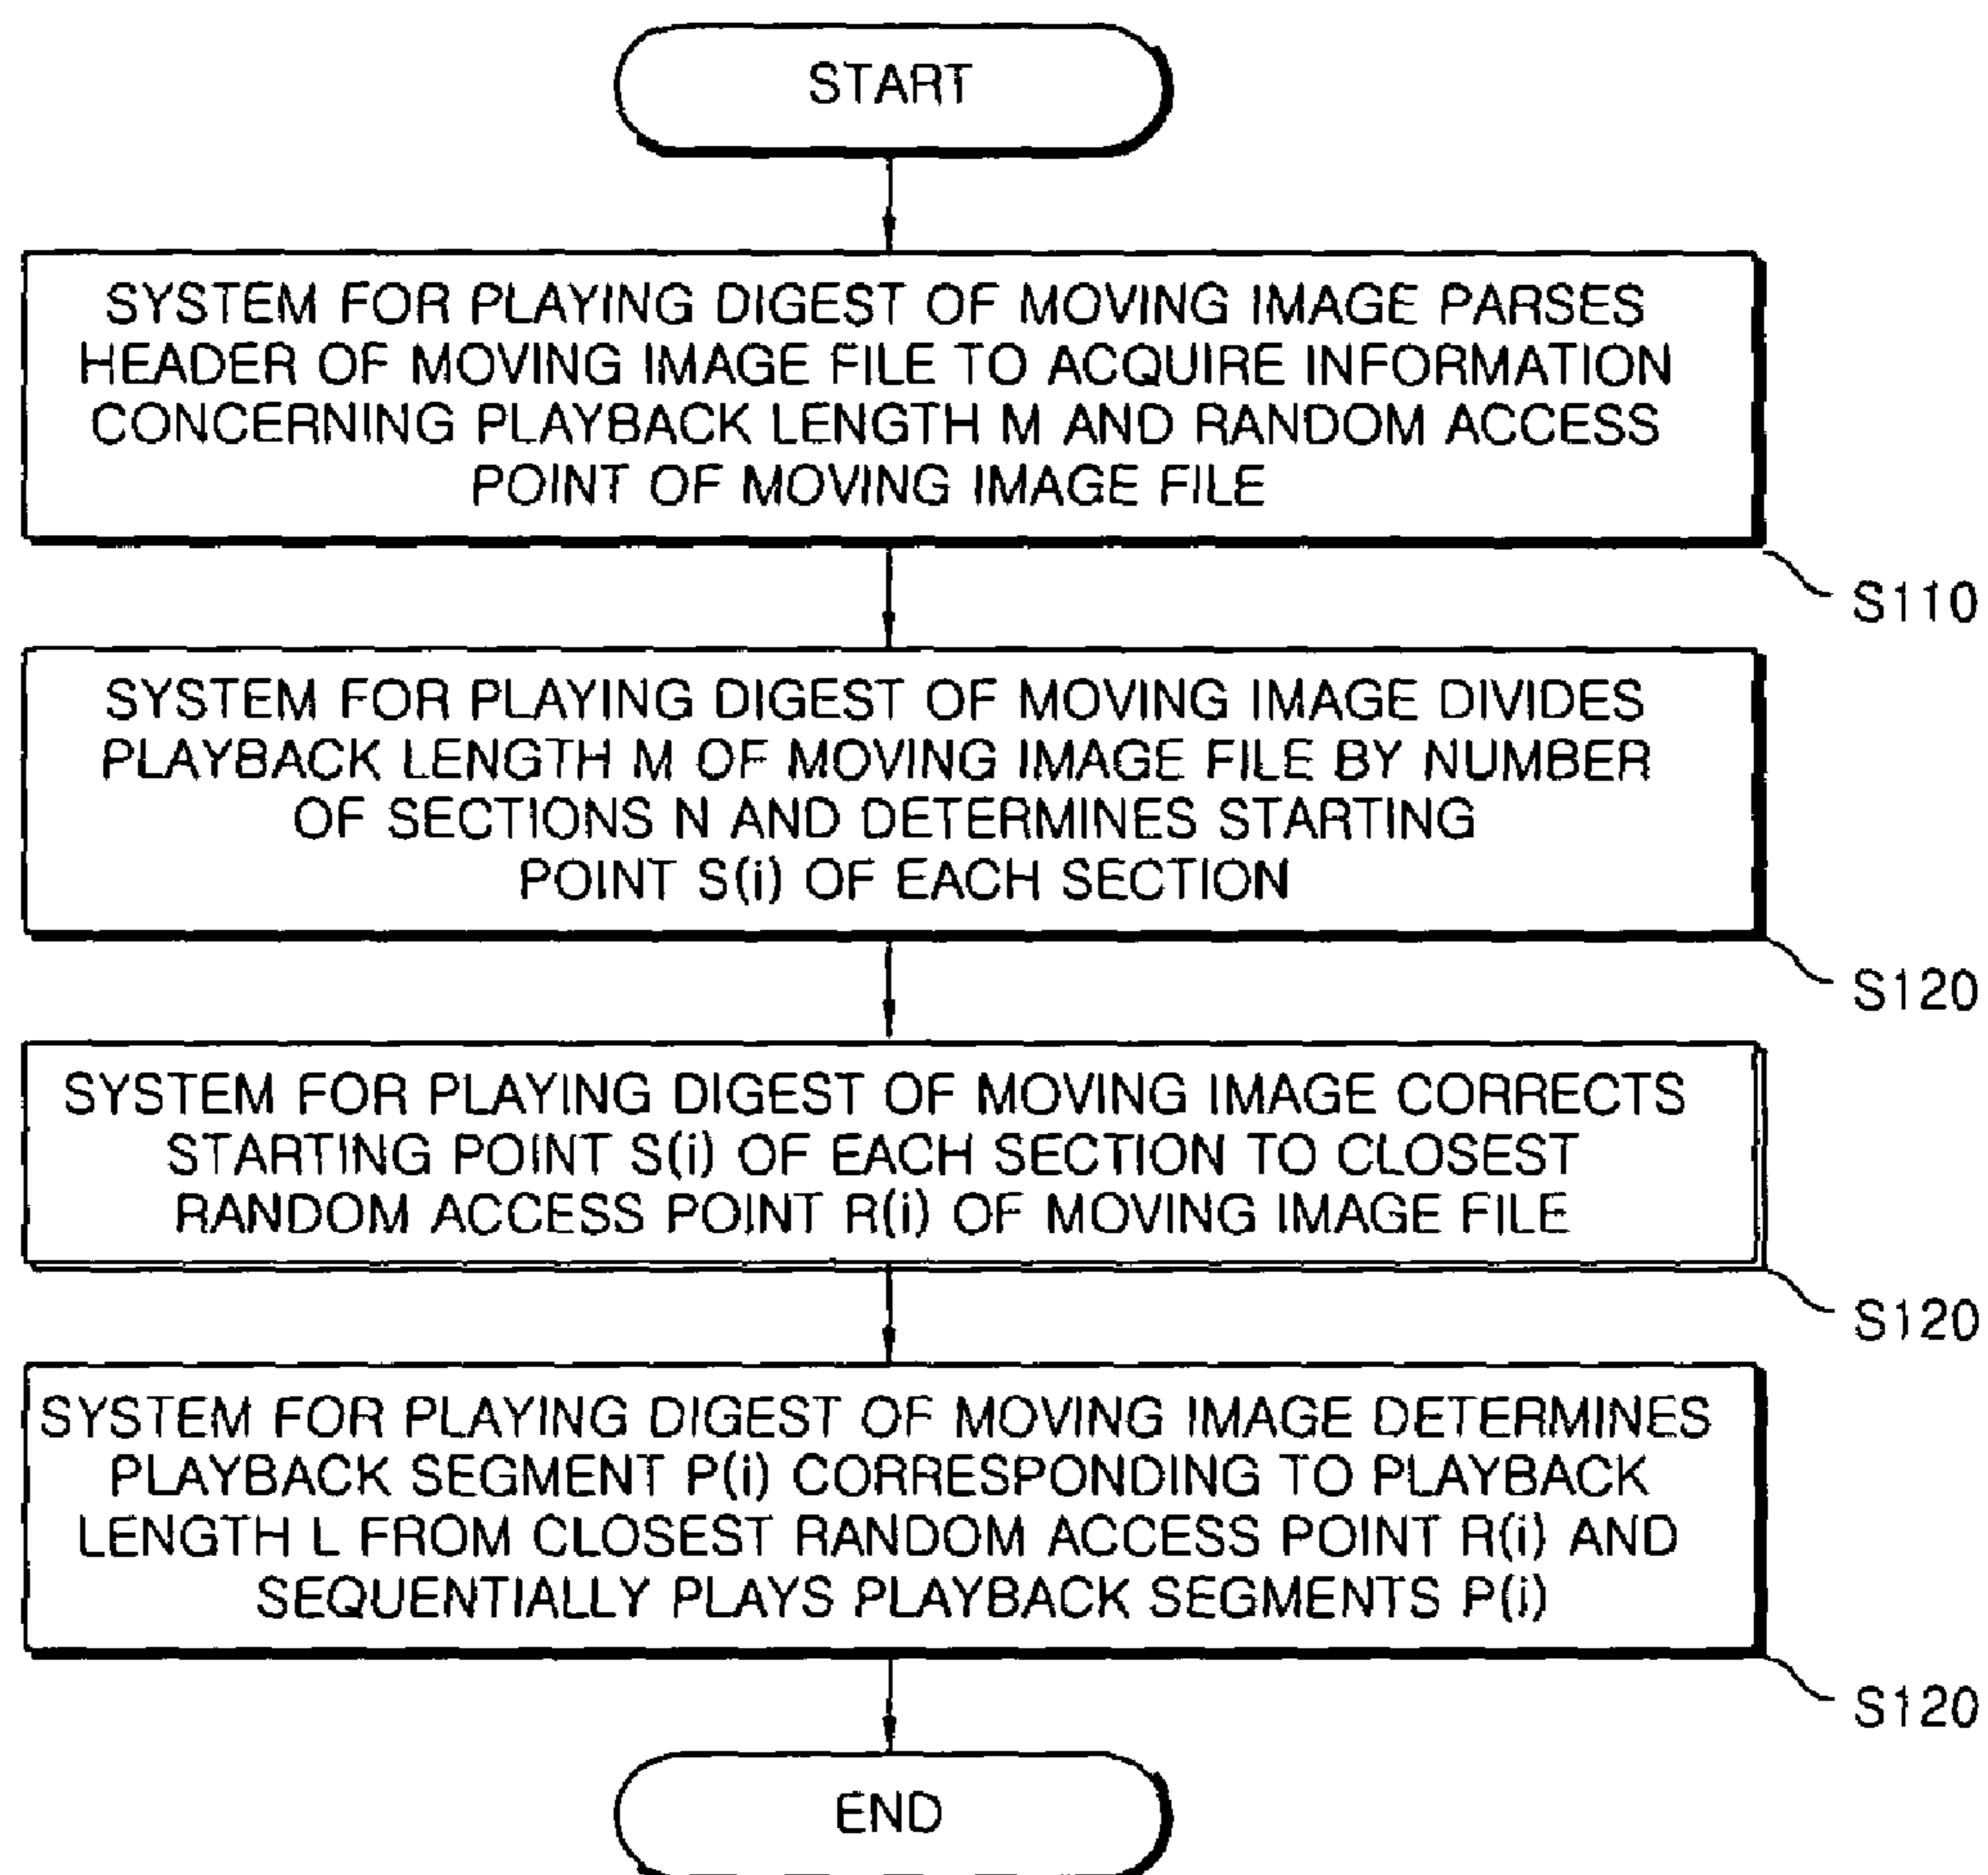 START
SYSTEM FOR PLAYING DIGEST OF MOVING IMAGE PARSES
HEADER OF MOVING IMAGE FILE TO ACQUIRE INFORMATION
CONCERNING PLAYBACK LENGTH M AND RANDOM ACCESS
POINT OF MOVING IMAGE FILE
S110
SYSTEM FOR PLAYING DIGEST OF MOVING IMAGE DIVIDES
PLAYBACK LENGTH M OF MOVING IMAGE FILE BY NUMBER
OF SECTIONS N AND DETERMINES STARTING
POINT S(i) OF EACH SECTION
S120
SYSTEM FOR PLAYING DIGEST OF MOVING IMAGE CORRECTS
STARTING POINT S(i) OF EACH SECTION TO CLOSEST
RANDOM ACCESS POINT R(i) OF MOVING IMAGE FILE
S120
SYSTEM FOR PLAYING DIGEST OF MOVING IMAGE DETERMINES
PLAYBACK SEGMENT P(i) CORRESPONDING TO PLAYBACK
LENGTH L FROM CLOSEST RANDOM ACCESS POINT R(i) AND
SEQUENTIALLY PLAYS PLAYBACK SEGMENTS P(i)
S120
END